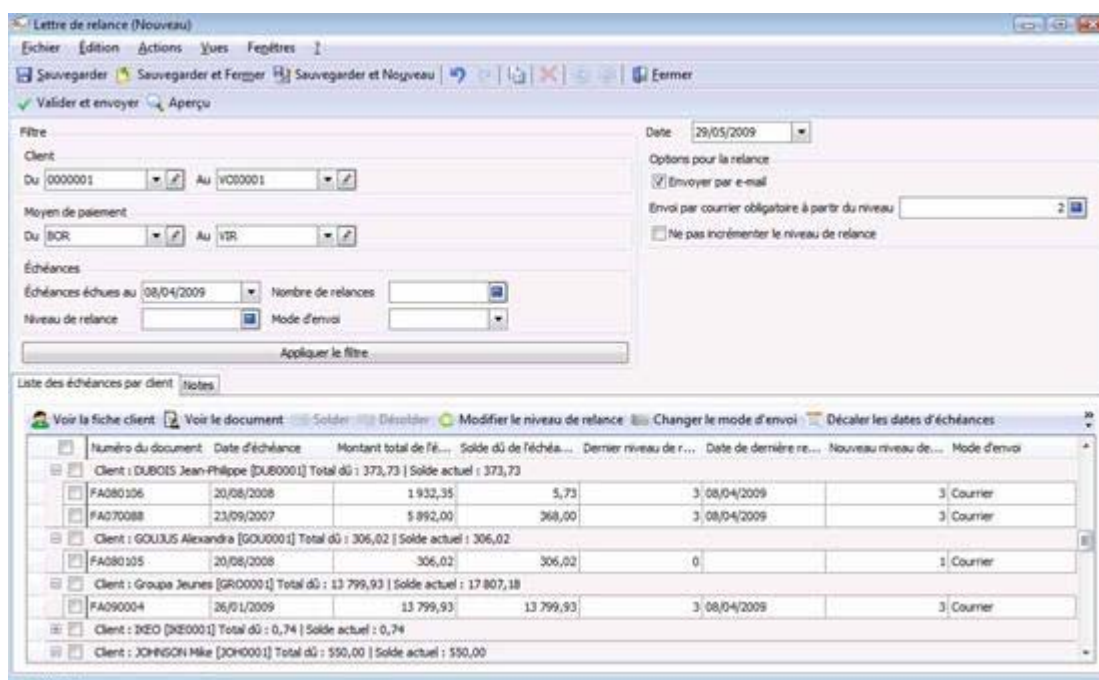 Lettre de relance (Nouveau)
Fichier Édition Actions Vues Fenêtres ?
Sauvegarder Sauvegarder et Fermer Sauvegarder et Nouveau Fermer
Valider et envoyer Aperçu
Filtre
Client
Du 0000001 Au VC00001
Moyen de paiement
Du BOR Au VIR
Échéances
Échéances échues au 08/04/2009 Nombre de relances
Niveau de relance Mode d'envoi
Appliquer le filtre
Date 29/05/2009
Options pour la relance
Envoyer par e-mail
Envoi par courrier obligatoire à partir du niveau 2
Ne pas incrémenter le niveau de relance
Liste des échéances par client Notes
Voir la fiche client Voir le document Solder Désolder Modifier le niveau de relance Changer le mode d'envoi Décaler les dates d'échéances
Numéro du document Date d'échéance Montant total de l'é... Solde dû de l'échéa... Dernier niveau de r... Date de dernière re... Nouveau niveau de... Mode d'envoi
Client : DUBOIS Jean-Philippe [DUB0001] Total dû : 373,73 | Solde actuel : 373,73
FA080106 20/08/2008 1 932,35 5,73 3 08/04/2009 3 Courrier
FA070088 23/09/2007 5 892,00 368,00 3 08/04/2009 3 Courrier
Client : GOUJUS Alexandra [GOU0001] Total dû : 306,02 | Solde actuel : 306,02
FA080105 20/08/2008 306,02 306,02 0 1 Courrier
Client : Groupa Jeunes [GRO0001] Total dû : 13 799,93 | Solde actuel : 17 807,18
FA090004 26/01/2009 13 799,93 13 799,93 3 08/04/2009 3 Courrier
Client : IKEO [IKE0001] Total dû : 0,74 | Solde actuel : 0,74
Client : JOHNSON Mike [JOH0001] Total dû : 550,00 | Solde actuel : 550,00